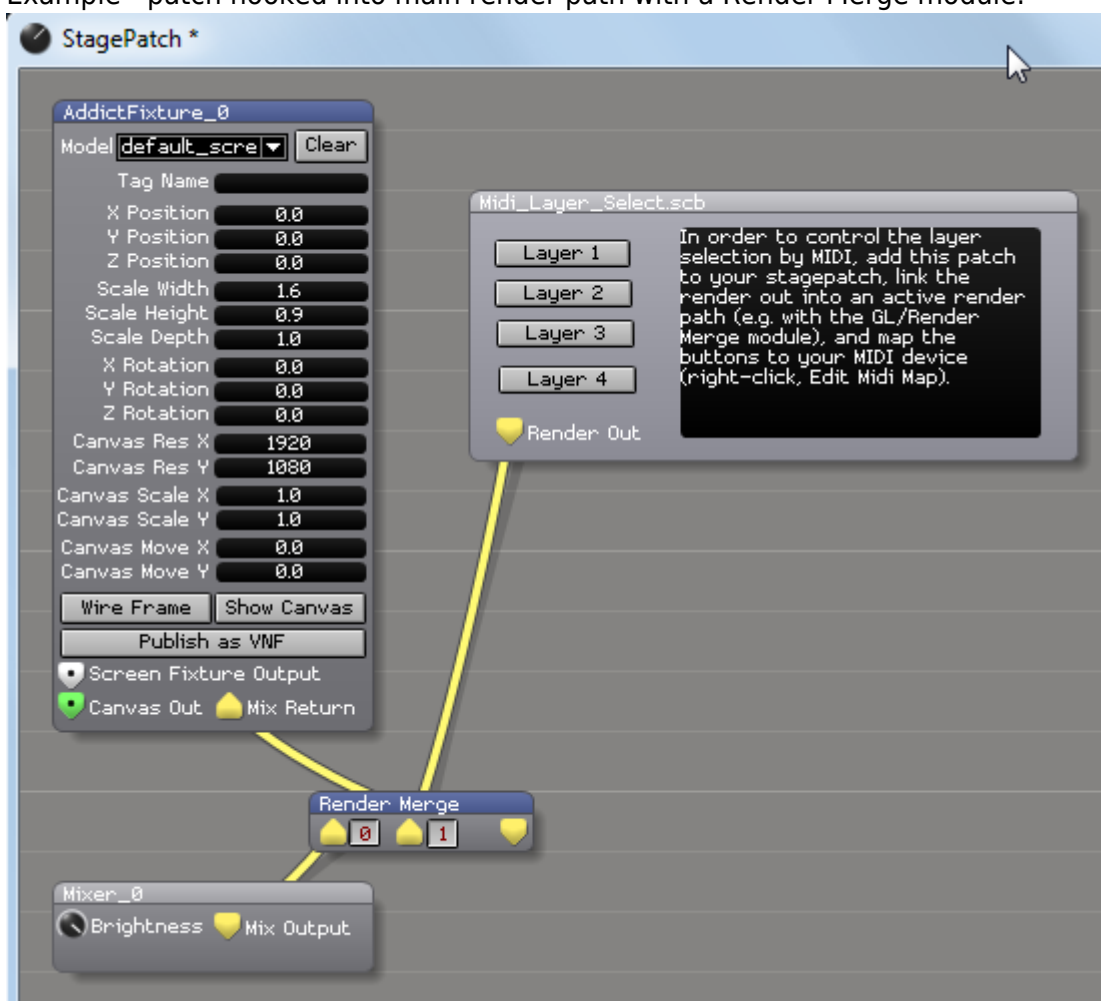 Example - patch hooked into main render path with a Render Merge module:
StagePatch *
AddictFixture_0
Model default_scre Clear
Tag Name
X Position 0.0
Y Position 0.0
Z Position 0.0
Scale Width 1.6
Scale Height 0.9
Scale Depth 1.0
X Rotation 0.0
Y Rotation 0.0
Z Rotation 0.0
Canvas Res X 1920
Canvas Res Y 1080
Canvas Scale X 1.0
Canvas Scale Y 1.0
Canvas Move X 0.0
Canvas Move Y 0.0
Wire Frame Show Canvas
Publish as VNF
Screen Fixture Output
Canvas Out Mix Return
Midi_Layer_Select.scb
Layer 1
Layer 2
Layer 3
Layer 4
Render Out
In order to control the layer
selection by MIDI, add this patch
to your stagepatch, link the
render out into an active render
path (e.g. with the GL/Render
Merge module), and map the
buttons to your MIDI device
(right-click, Edit Midi Map).
Render Merge
0 1
Mixer_0
Brightness Mix Output